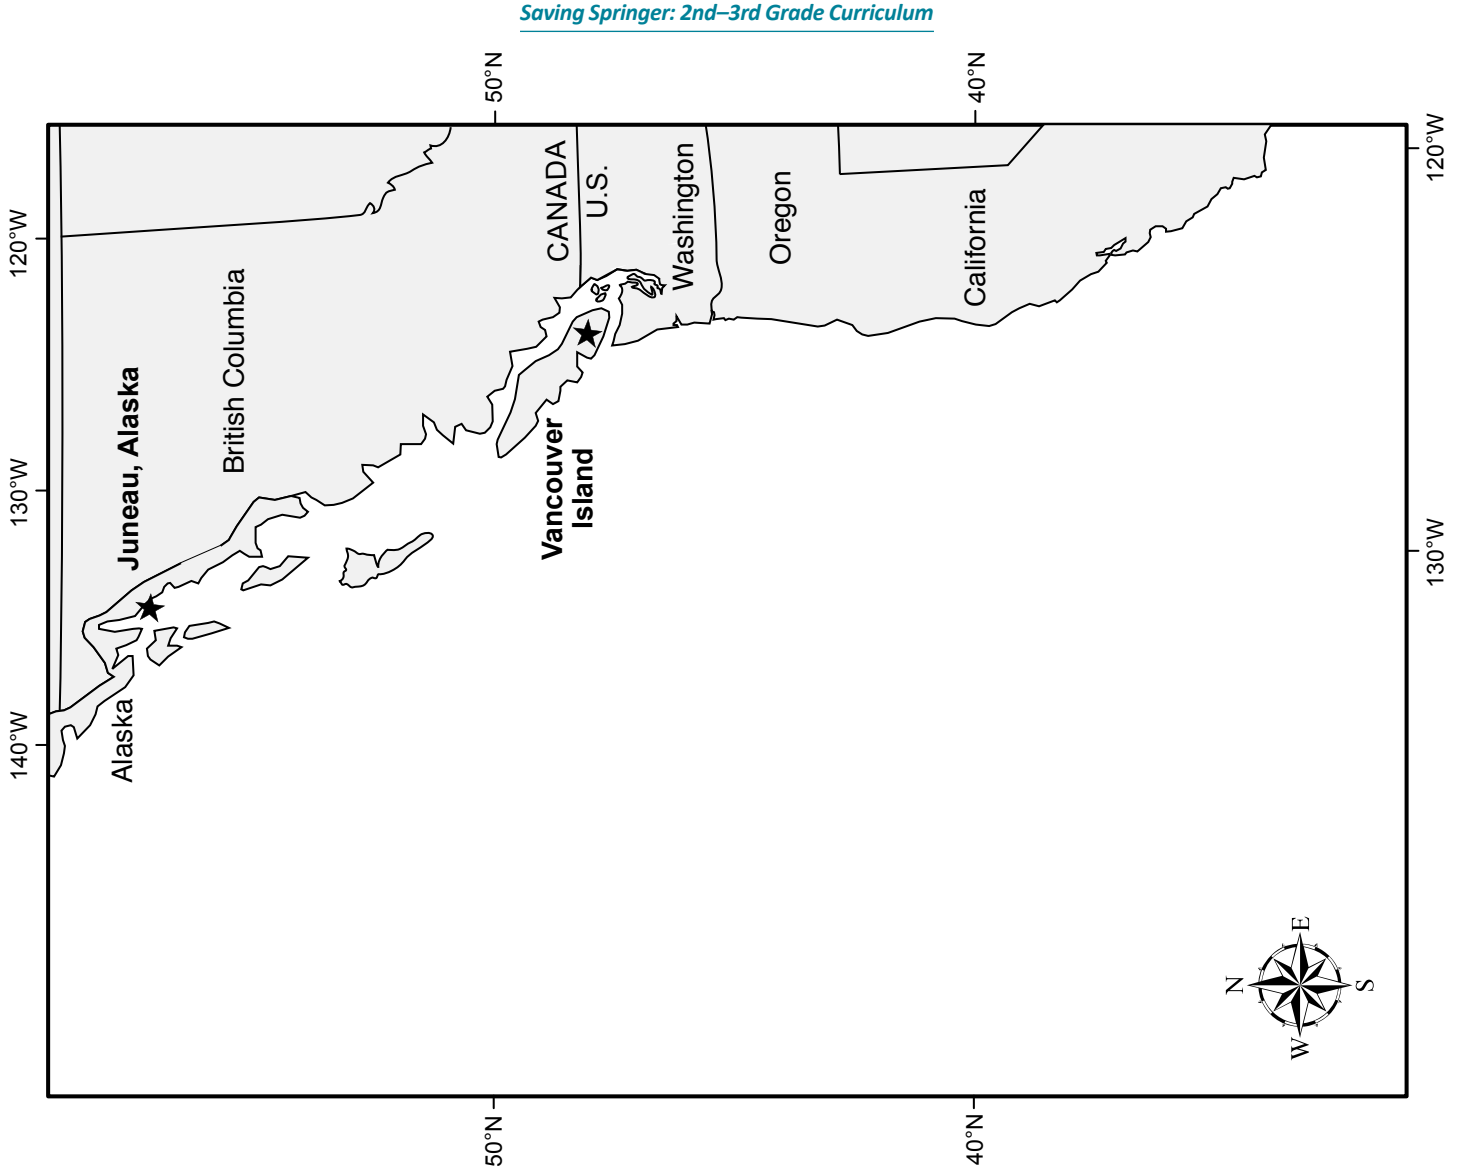 Saving Springer: 2nd–3rd Grade Curriculum
50°N
40°N
120°W
130°W
140°W
120°W
130°W
50°N
40°N
CANADA
U.S.
Washington
Oregon
California
British Columbia
Juneau, Alaska
Alaska
Vancouver
Island
N
E
S
W